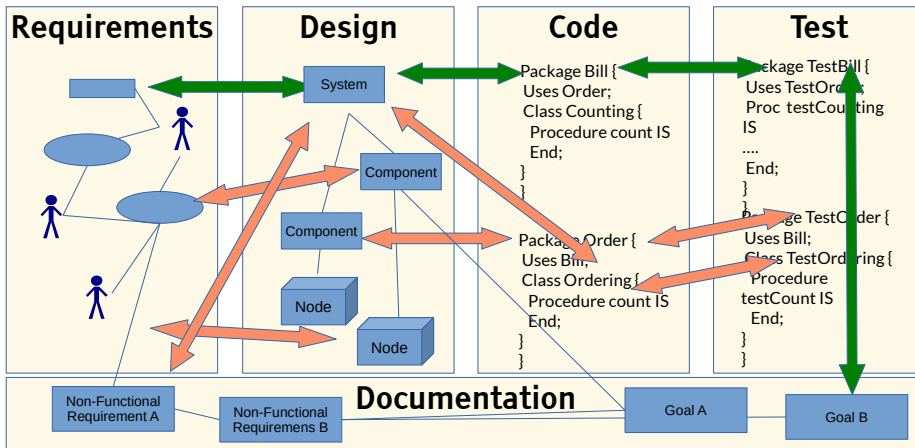 Requirements
Design
Code
Test
System
Component
Component
Node
Node
Package Bill {
Uses Order;
Class Counting {
Procedure count IS
End;
}
}
Package Order {
Uses Bill;
Class Ordering {
Procedure count IS
End;
}
}
Package TestBill {
Uses TestOrder;
Proc testCounting
IS
....
End;
}
}
Package TestOrder {
Uses Bill;
Class TestOrdering {
Procedure
testCount IS
End;
}
}
Documentation
Non-Functional
Requirement A
Non-Functional
Requiremens B
Goal A
Goal B